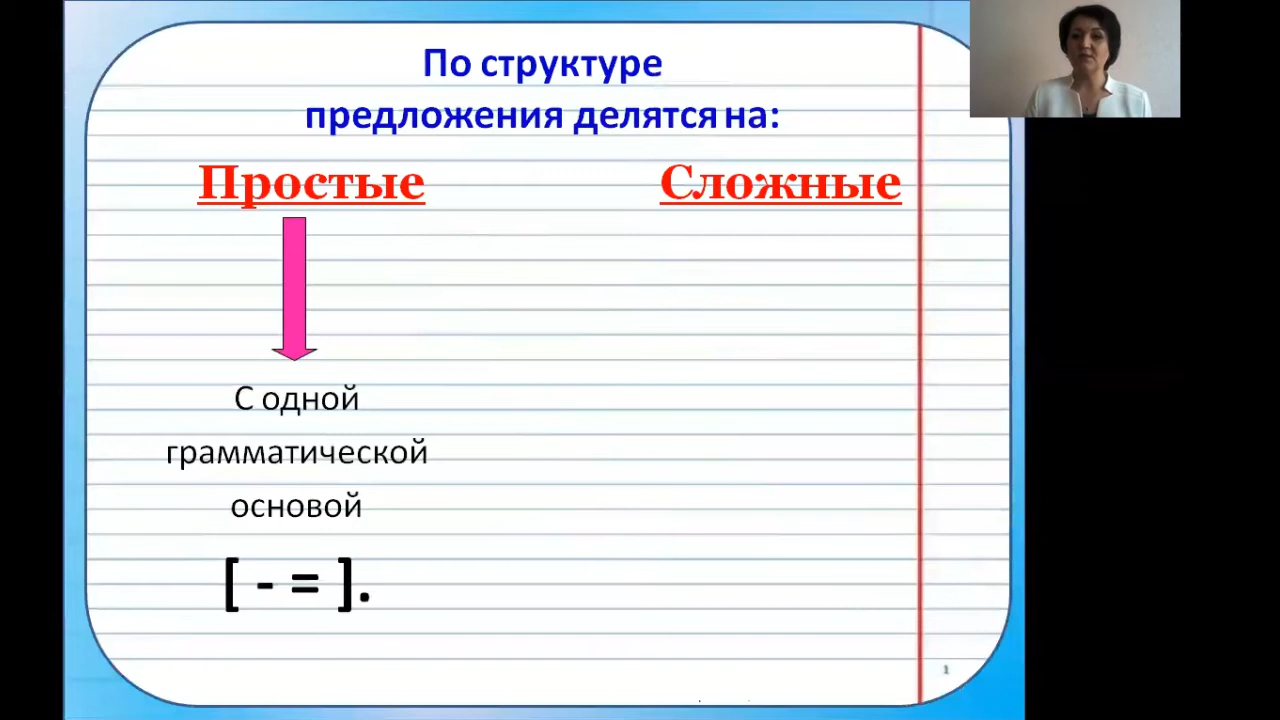 По структуре
предложения делятся на:
Простые Сложные
С одной
грамматической
основой
[ - = ].
1